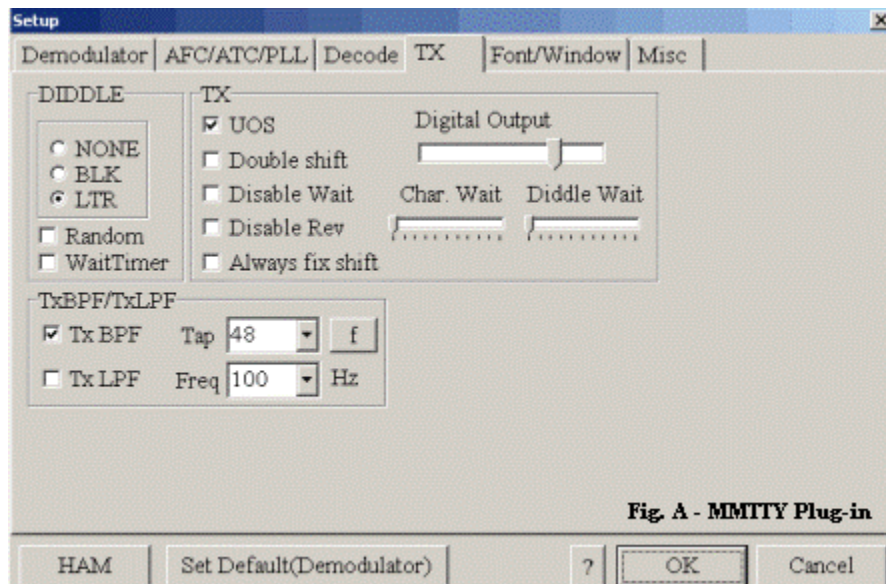 Setup
Demodulator AFC/ATC/PLL Decode TX Font/Window Misc
DIDDLE
NONE
BLK
LTR
Random
WaitTimer
TX
UOS
Double shift
Disable Wait
Disable Rev
Always fix shift
Digital Output
Char. Wait Diddle Wait
TxBPF/TxLPF
Tx BPF Tap 48 f
Tx LPF Freq 100 Hz
Fig. A - MMTTY Plug-in
HAM Set Default(Demodulator) ? OK Cancel